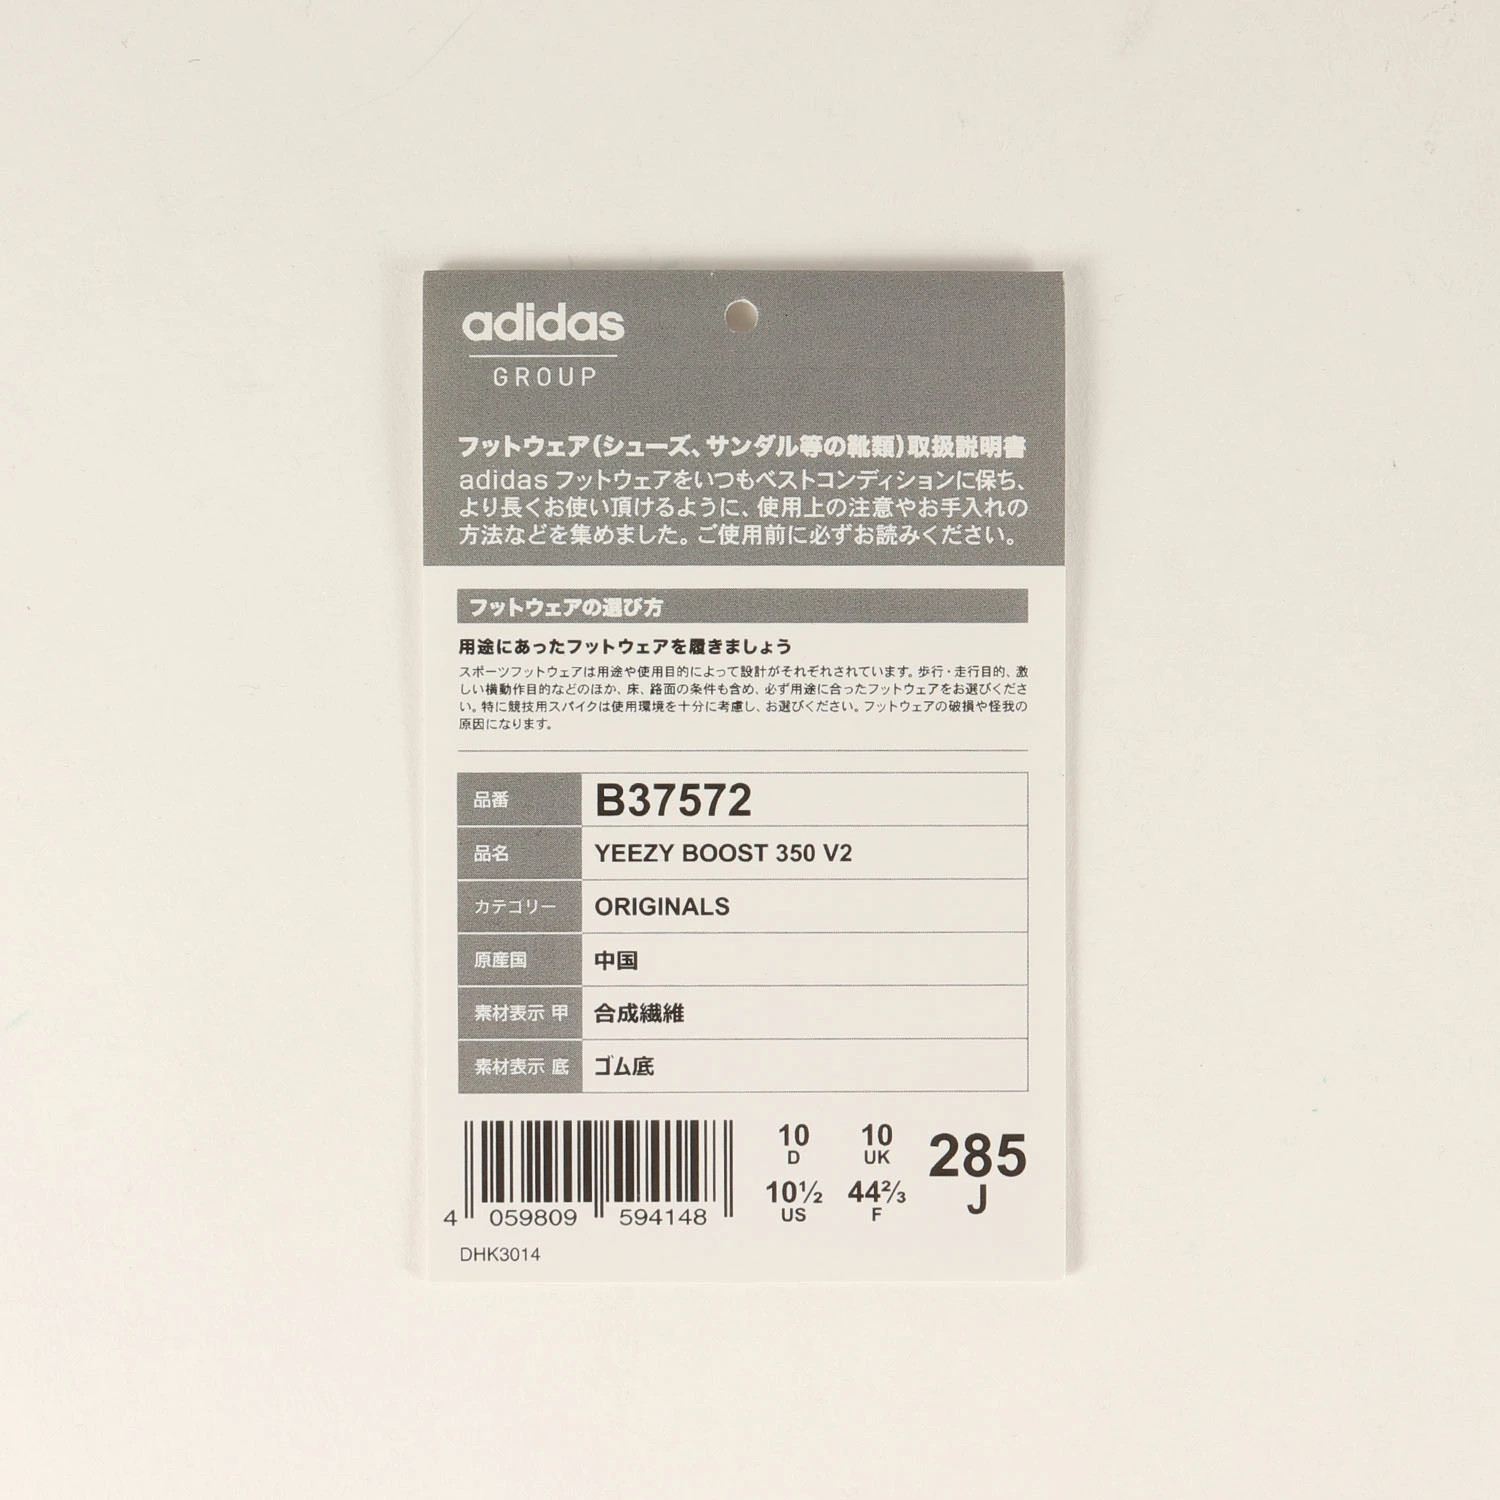 adidas
GROUP
フットウェア(シューズ、サンダル等の靴類)取扱説明書
adidas フットウェアをいつもベストコンディションに保ち、
より長くお使い頂けるように、使用上の注意やお手入れの
方法などを集めました。ご使用前に必ずお読みください。
フットウェアの選び方
用途にあったフットウェアを履きましょう
スポーツフットウェアは用途や使用目的によって設計がそれぞれされています。歩行・走行目的、激
しい横動作目的などのほか、床、路面の条件も含め、必ず用途に合ったフットウェアをお選びくださ
い。特に競技用スパイクは使用環境を十分に考慮し、お選びください。フットウェアの破損や怪我の
原因になります。
品番 B37572
品名 YEEZY BOOST 350 V2
カテゴリー ORIGINALS
原産国 中国
素材表示 甲 合成繊維
素材表示 底 ゴム底
10 10 285
D UK J
10½ 44⅔
US F
4 059809 594148
DHK3014